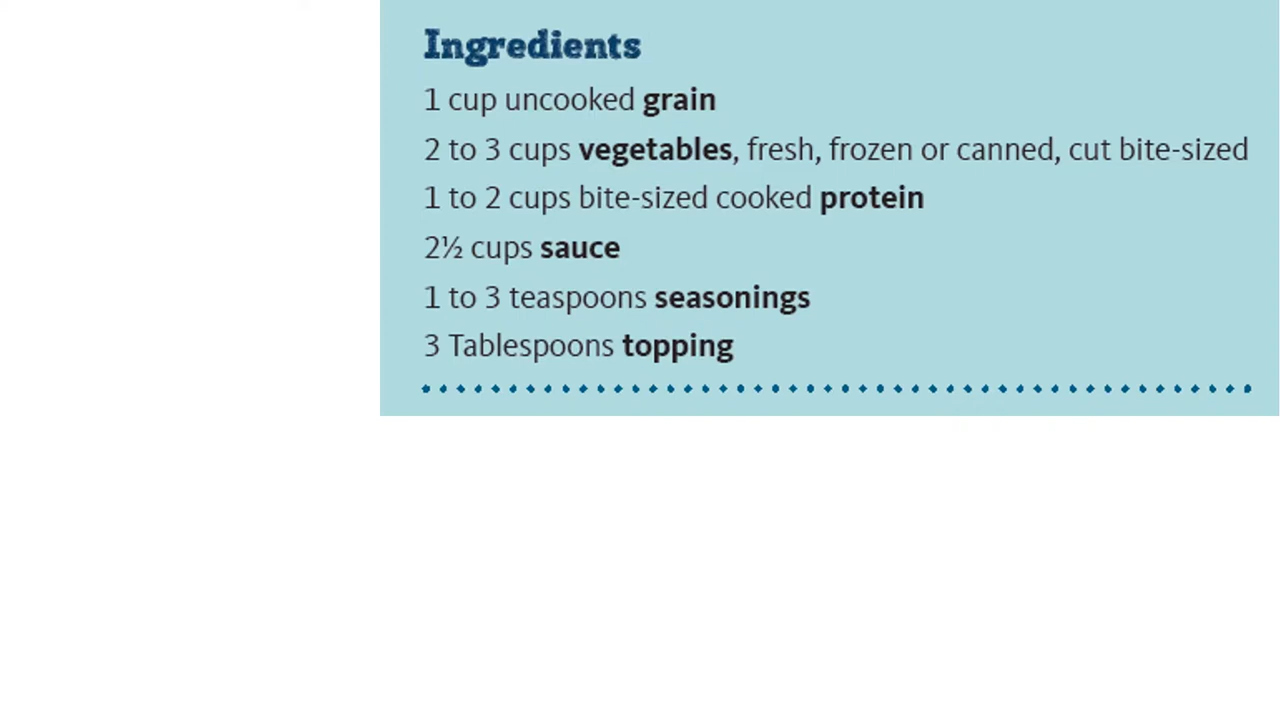 Ingredients
1 cup uncooked grain
2 to 3 cups vegetables, fresh, frozen or canned, cut bite-sized
1 to 2 cups bite-sized cooked protein
2½ cups sauce
1 to 3 teaspoons seasonings
3 Tablespoons topping